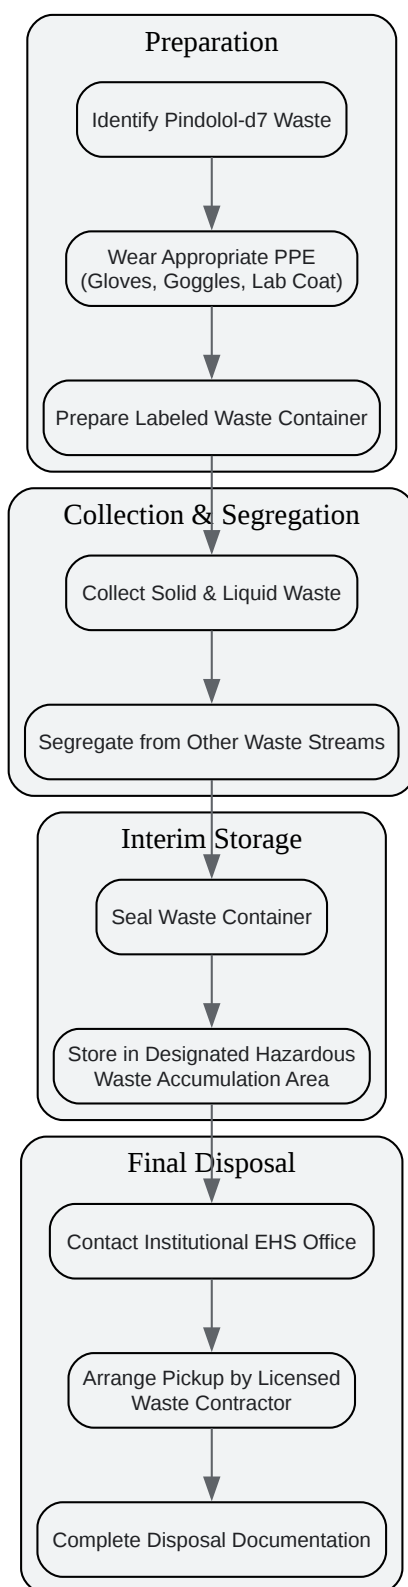 Preparation
Identify Pindolol-d7 Waste
Wear Appropriate PPE
(Gloves, Goggles, Lab Coat)
Prepare Labeled Waste Container
Collection & Segregation
Collect Solid & Liquid Waste
Segregate from Other Waste Streams
Interim Storage
Seal Waste Container
Store in Designated Hazardous
Waste Accumulation Area
Final Disposal
Contact Institutional EHS Office
Arrange Pickup by Licensed
Waste Contractor
Complete Disposal Documentation